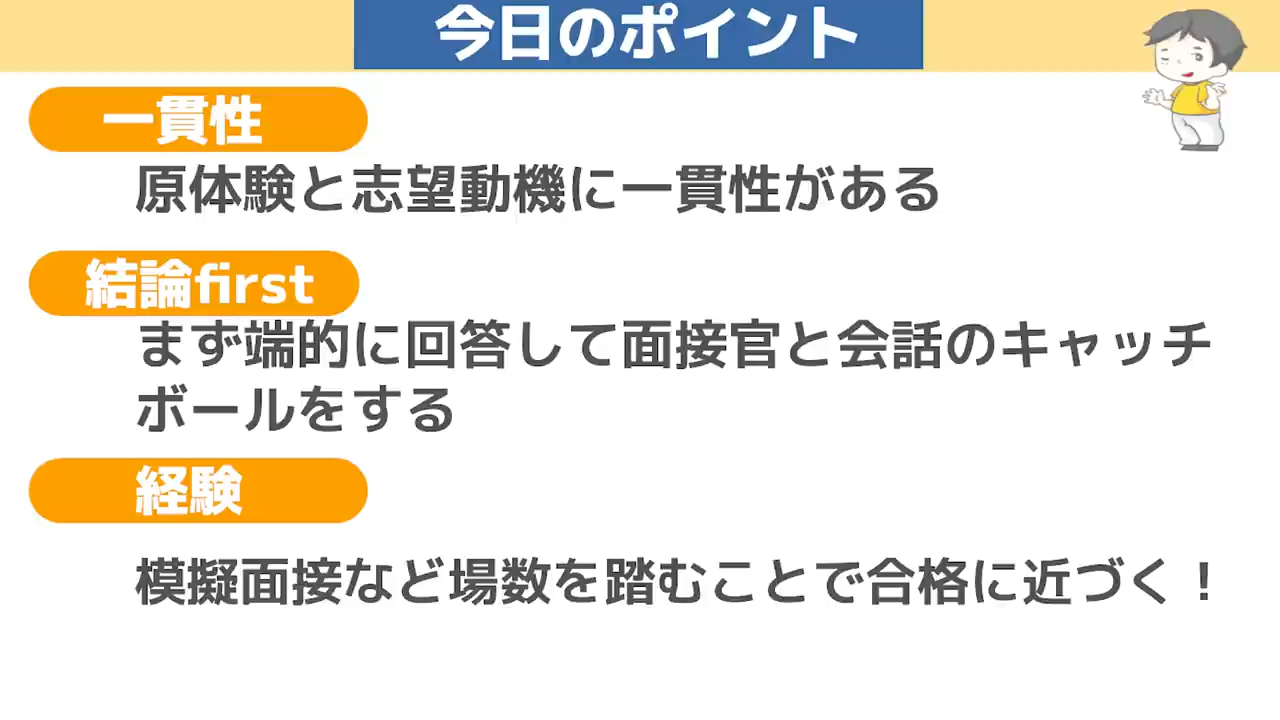 今日のポイント
一貫性
原体験と志望動機に一貫性がある
結論first
まず端的に回答して面接官と会話のキャッチ
ボールをする
経験
模擬面接など場数を踏むことで合格に近づく！